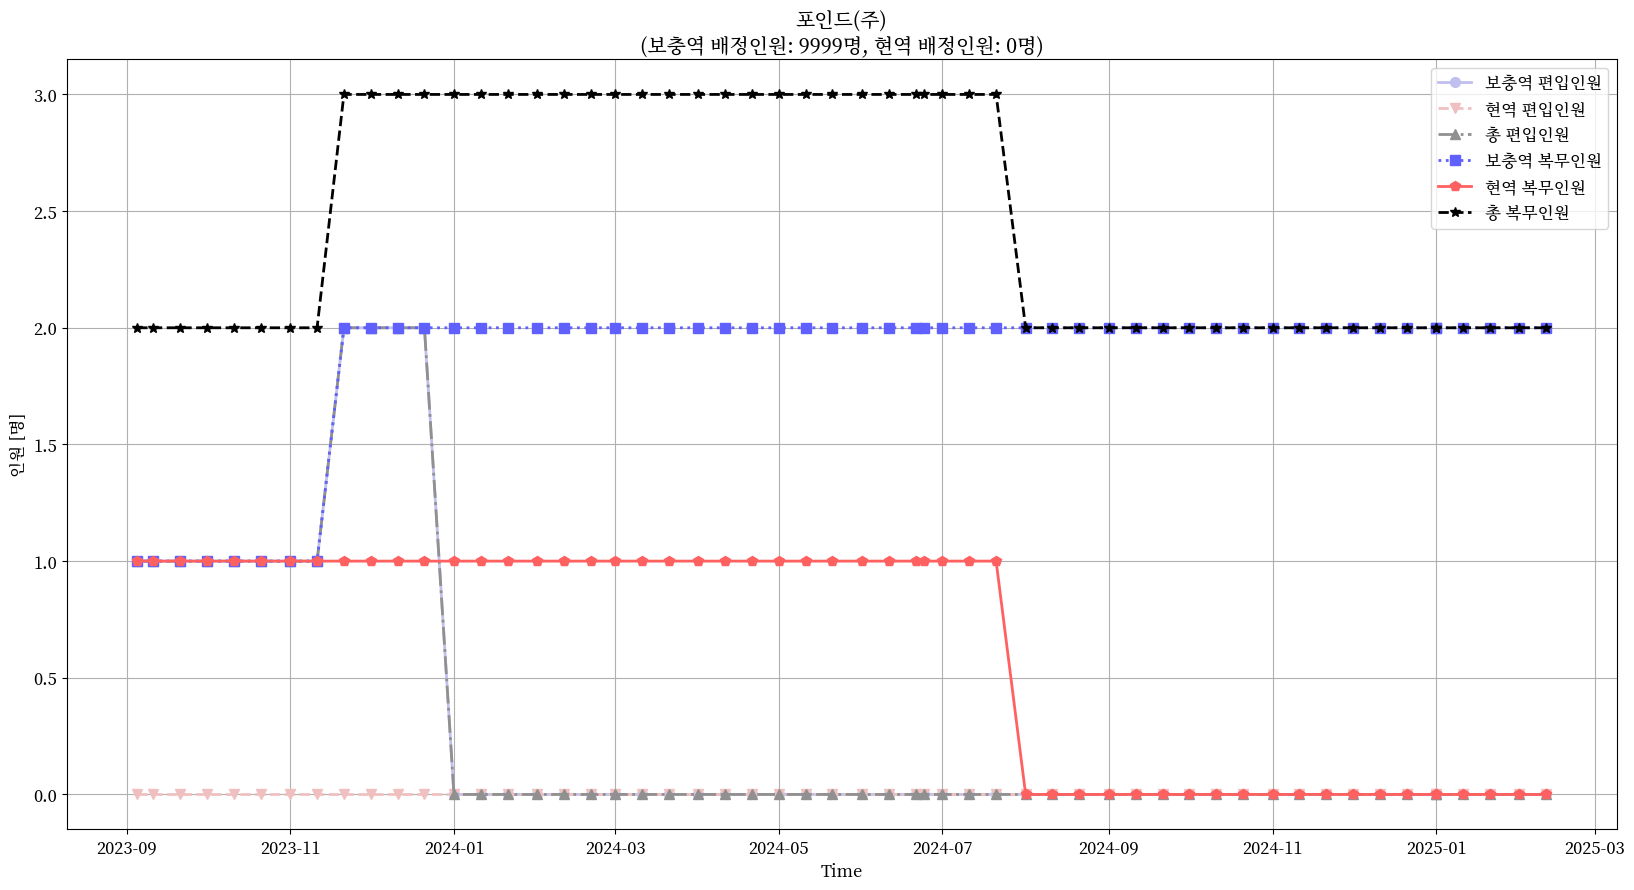 포인드(주)
(보충역 배정인원: 9999명, 현역 배정인원: 0명)
보충역 편입인원
현역 편입인원
총 편입인원
보충역 복무인원
현역 복무인원
총 복무인원
인원 [명]
3.0
2.5
2.0
1.5
1.0
0.5
0.0
2023-09
2023-11
2024-01
2024-03
2024-05
2024-07
2024-09
2024-11
2025-01
2025-03
Time